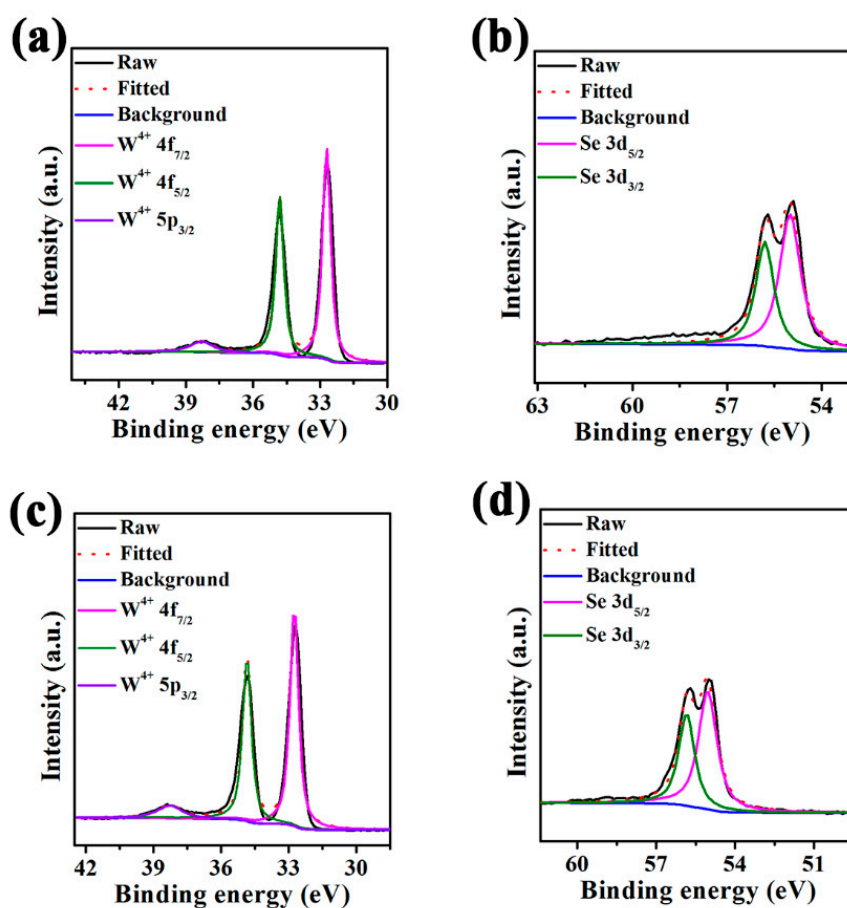 (a)
Raw
Fitted
Background
W⁴⁺ 4f₇/₂
W⁴⁺ 4f₅/₂
W⁴⁺ 5p₃/₂
Intensity (a.u.)
42 39 36 33 30
Binding energy (eV)
(b)
Raw
Fitted
Background
Se 3d₅/₂
Se 3d₃/₂
Intensity (a.u.)
63 60 57 54
Binding energy (eV)
(c)
Raw
Fitted
Background
W⁴⁺ 4f₇/₂
W⁴⁺ 4f₅/₂
W⁴⁺ 5p₃/₂
Intensity (a.u.)
42 39 36 33 30
Binding energy (eV)
(d)
Raw
Fitted
Background
Se 3d₅/₂
Se 3d₃/₂
Intensity (a.u.)
60 57 54 51
Binding energy (eV)